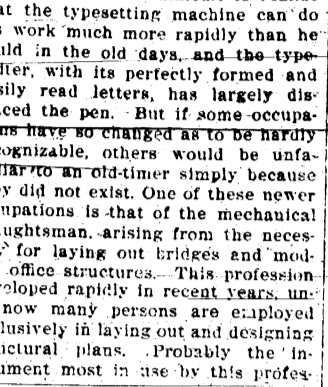 at the typesetting machine can do
work much more rapidly than he
uld in the old days, and the type-
iter, with its perfectly formed and
sily read letters, has largely dis-
aced the pen. But if some occupa-
ns have so changed as to be hardly
cognizable, others would be unfa-
liar to an old-timer simply because
y did not exist. One of these newer
upations is that of the mechanical
aughtsman, arising from the neces-
for laying out bridges and mod-
office structures. This profession
veloped rapidly in recent years, un-
now many persons are employed
lusively in laying out and designing
uctural plans. Probably the in-
ument most in use by this profes-